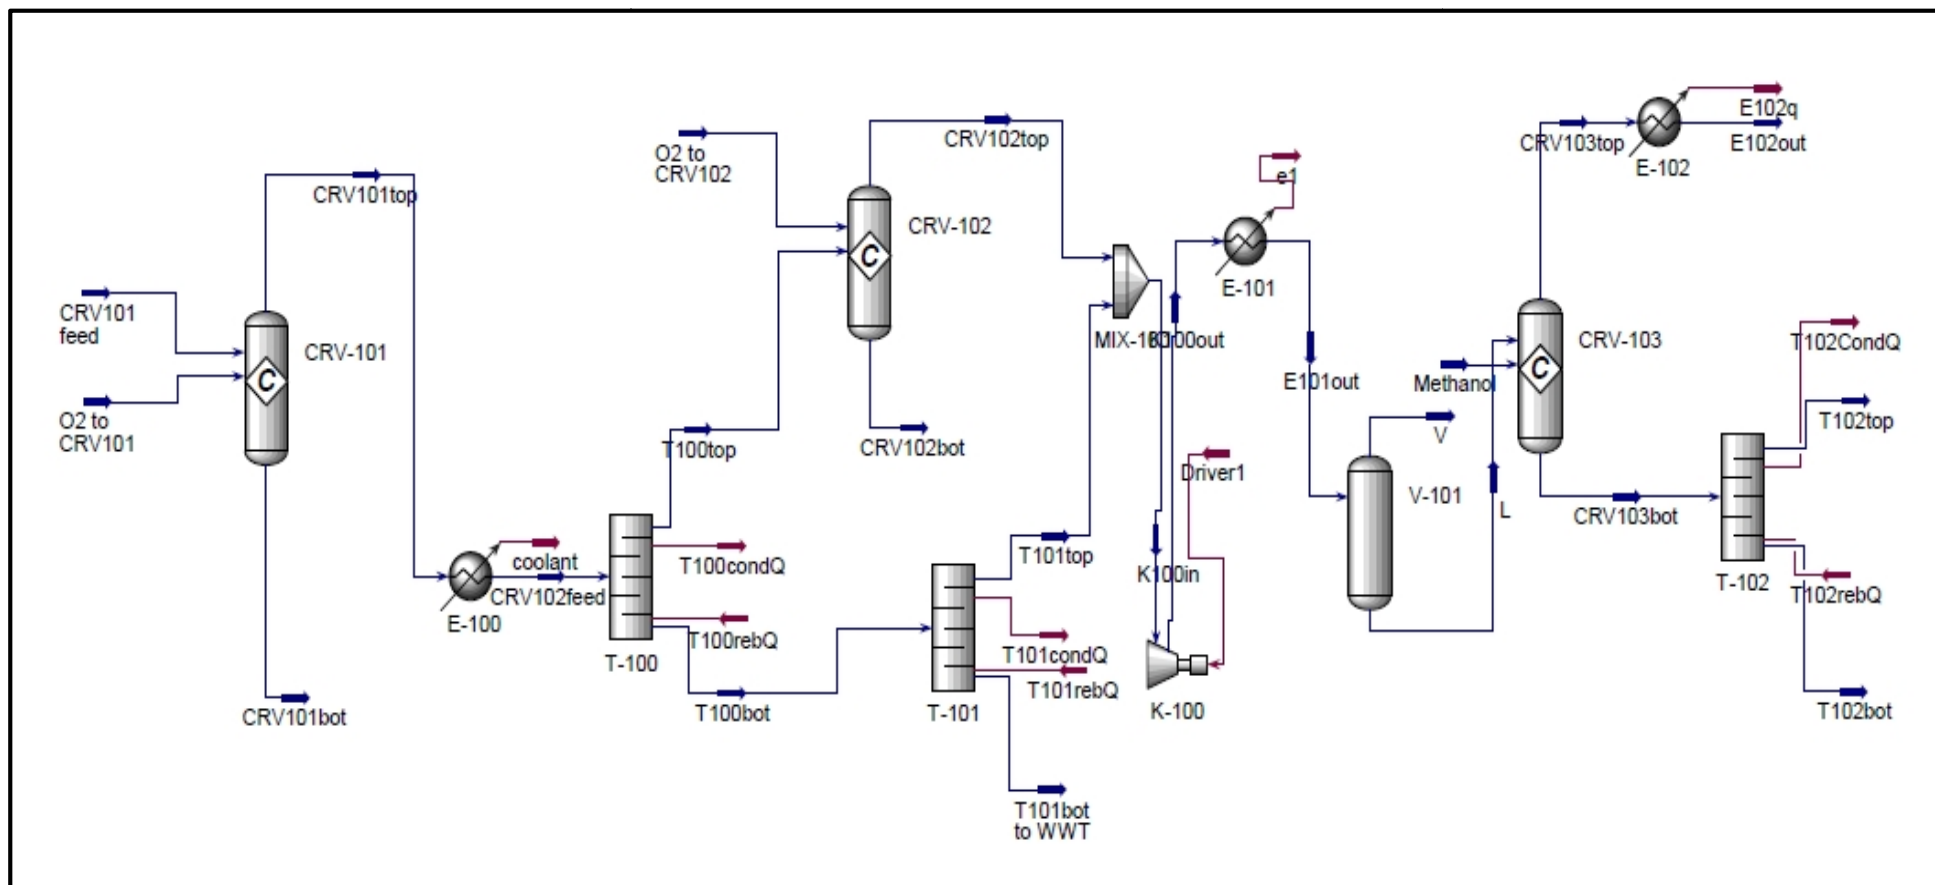 E102q
CRV103top
E102out
E-102
O2 to
CRV102
CRV102top
e1
CRV101top
CRV-102
C
E-101
CRV101
feed
CRV-101
C
K100out
E101out
CRV-103
T102CondQ
Methanol
C
O2 to
CRV101
T100top
CRV102bot
V
T102top
Driver1
V-101
L
CRV103bot
coolant
T100condQ
T101top
K100in
CRV102feed
T-102
T102rebQ
E-100
T100rebQ
T-100
T101condQ
T101rebQ
CRV101bot
T100bot
T-101
K-100
T102bot
T101bot
to WWT